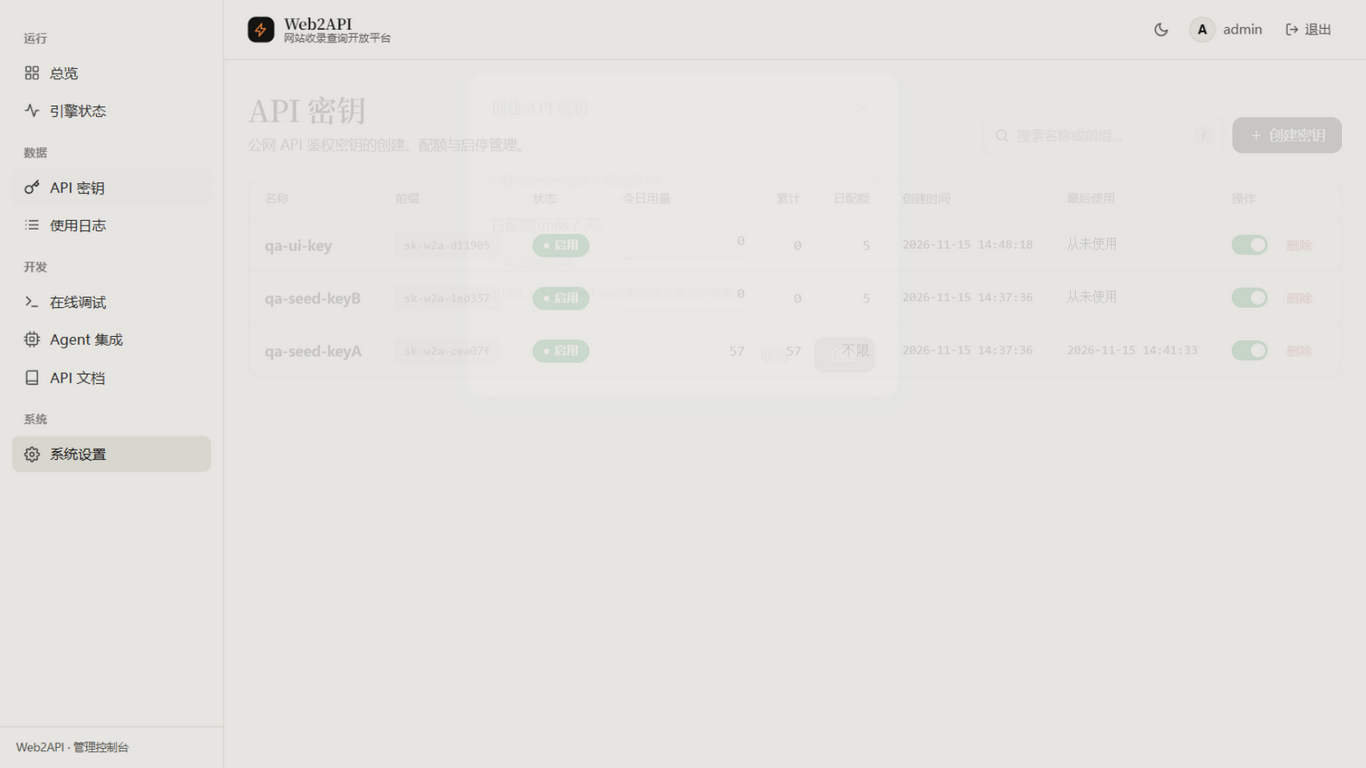 运行
总览
引擎状态
数据
API 密钥
使用日志
开发
在线调试
Agent 集成
API 文档
系统
系统设置
Web2API · 管理控制台
Web2API
网站收录查询开放平台
A admin 退出
API 密钥
公网 API 鉴权密钥的创建、配额与启停管理。
搜索名称或前缀... /
+ 创建密钥
创建 API 密钥 ×
名称 前缀 状态 今日用量 累计 日配额 创建时间 最后使用 操作
qa-ui-key sk-w2a-d11905 启用 0 0 5 2026-11-15 14:48:18 从未使用 删除
qa-seed-keyB sk-w2a-1ed357 启用 0 0 5 2026-11-15 14:37:36 从未使用 删除
qa-seed-keyA sk-w2a-cea07f 启用 57 57 不限 2026-11-15 14:37:36 2026-11-15 14:41:33 删除
取消